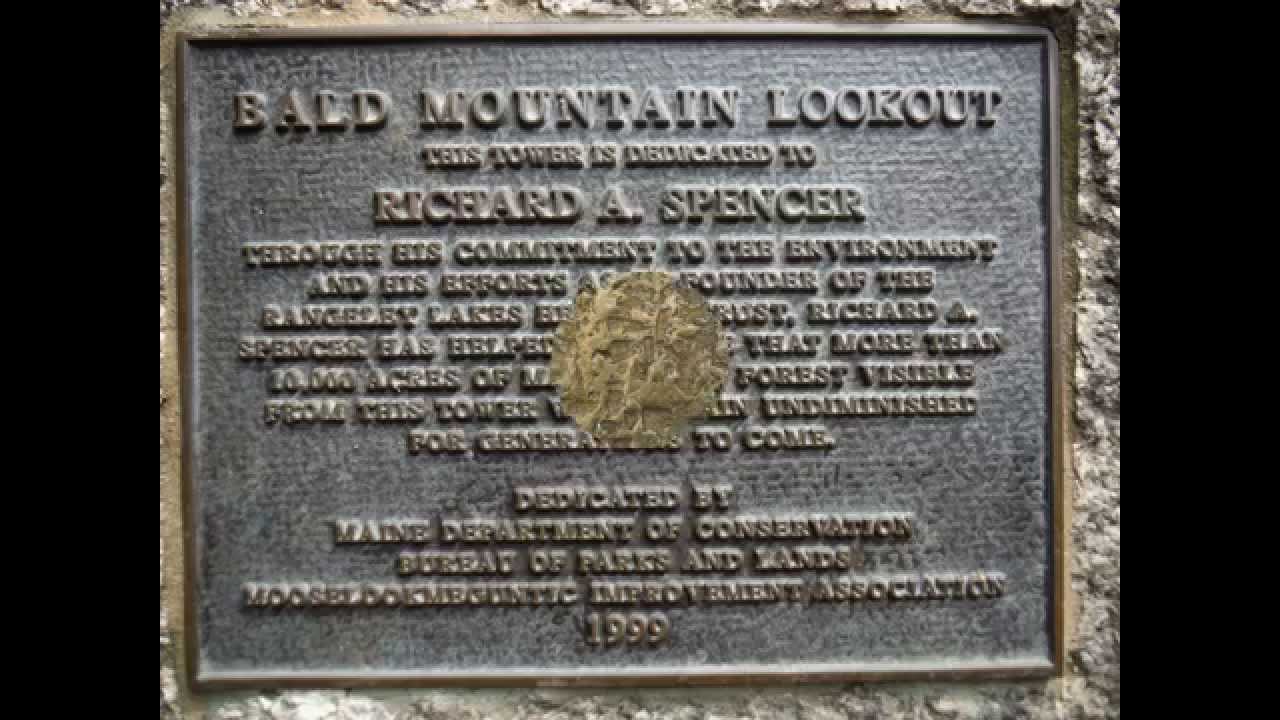 BALD MOUNTAIN LOOKOUT
THIS TOWER IS DEDICATED TO
RICHARD A. SPENCER
THROUGH HIS COMMITMENT TO THE ENVIRONMENT
AND HIS EFFORTS FOUNDER OF THE
RANGELEY LAKES RICHARD A.
SPENCER HAS HELPED THAT MORE THAN
10,000 ACRES OF FOREST VISIBLE
FROM THIS TOWER UNDIMINISHED
FOR GENERATIONS TO COME.
DEDICATED BY
MAINE DEPARTMENT OF CONSERVATION
BUREAU OF PARKS AND LANDS
MOOSELOOKMEGUNTIC IMPROVEMENT ASSOCIATION
1999